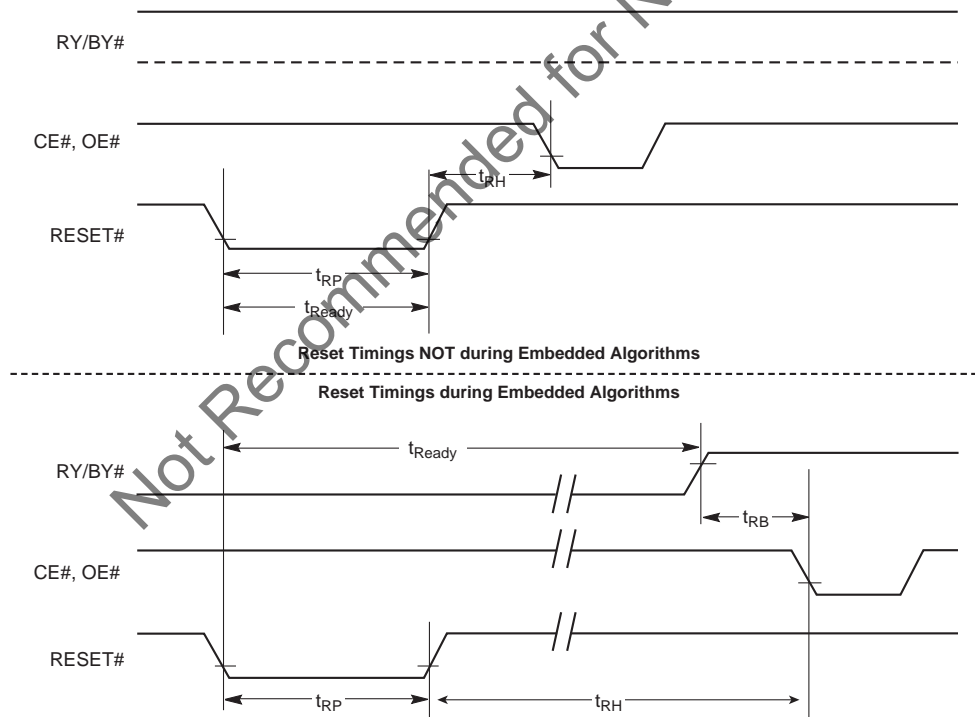 RY/BY#
CE#, OE#
tRH
RESET#
tRP
tReady
Reset Timings NOT during Embedded Algorithms
Reset Timings during Embedded Algorithms
tReady
RY/BY#
tRB
CE#, OE#
RESET#
tRP
tRH
Not Recommended for N